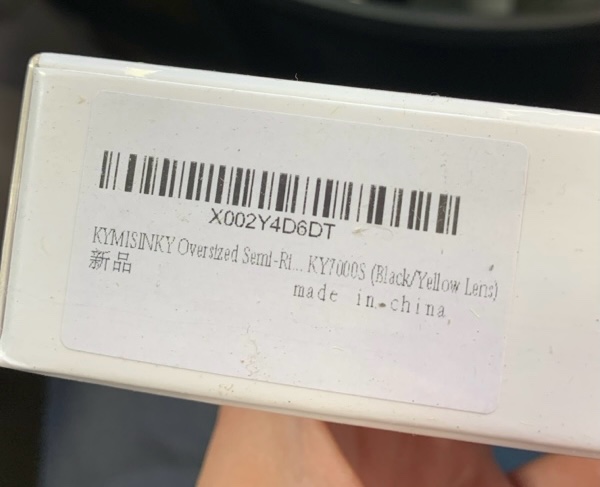 X002Y4D6DT
KYMISINKY Oversized Semi-Ri... KY7000S (Black/Yellow Lens)
新品
made in china